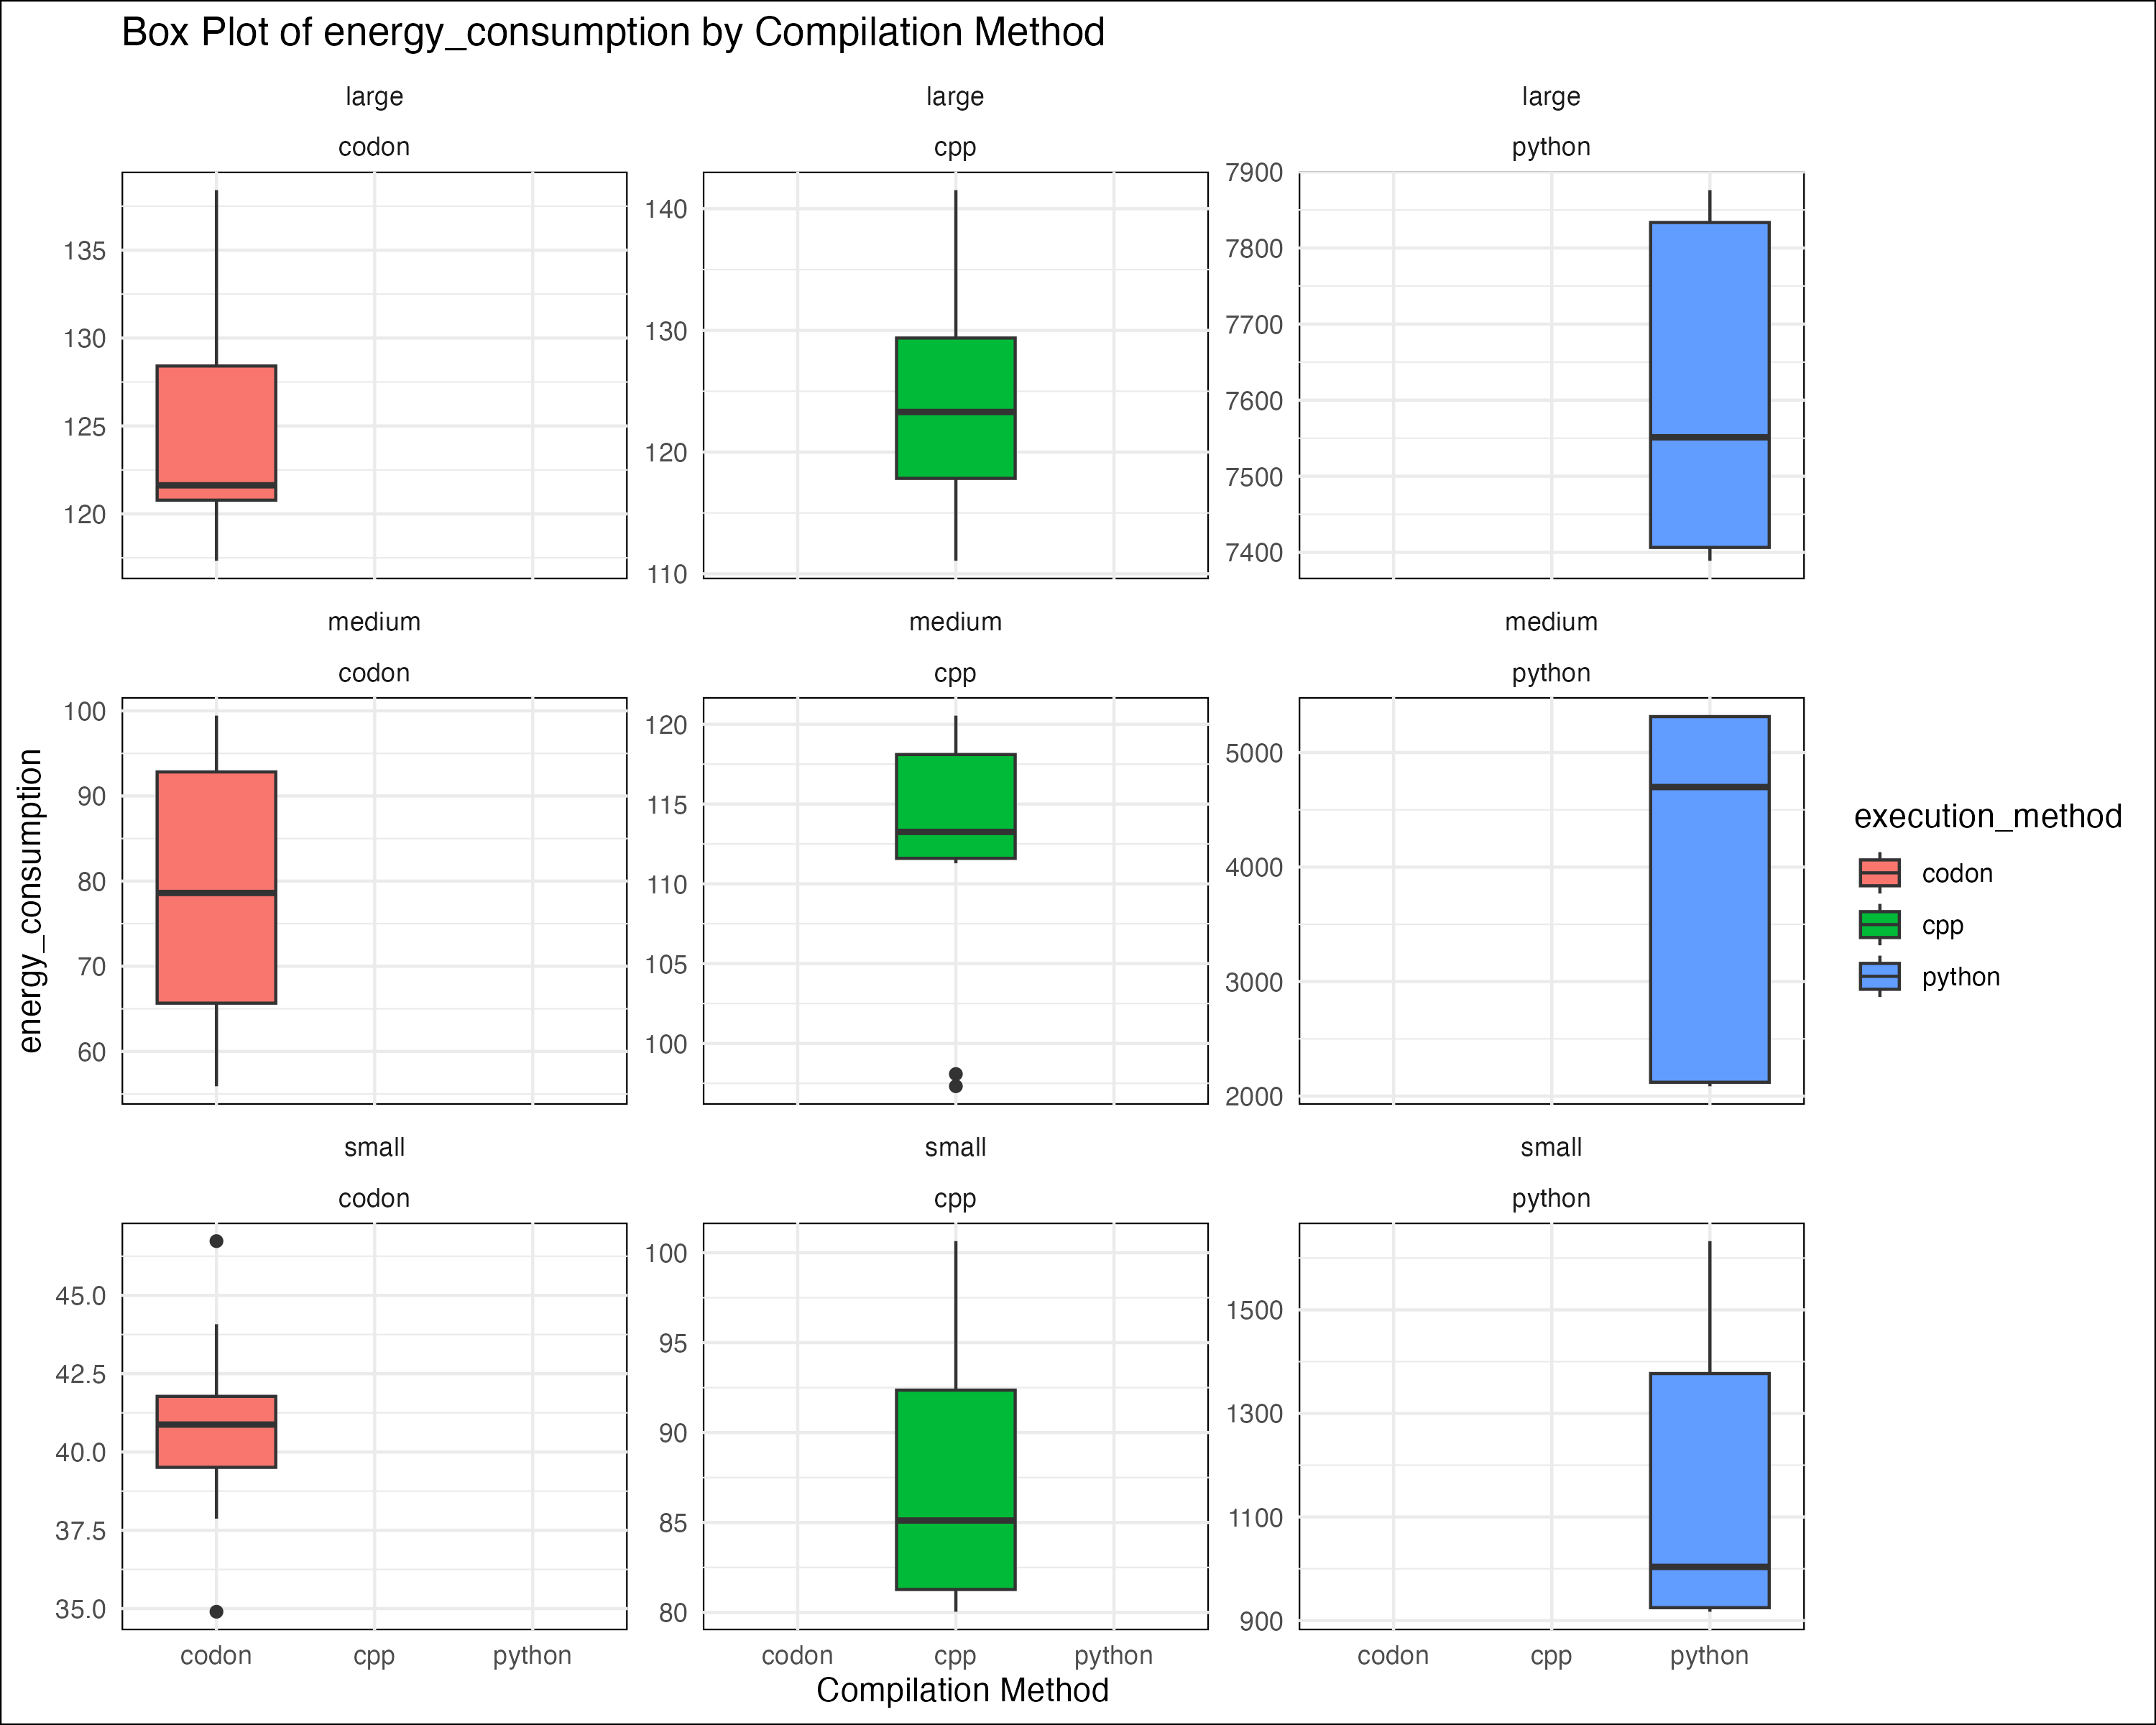 Box Plot of energy_consumption by Compilation Method
large
large
large
codon
cpp
python
135
130
125
120
140
130
120
110
7900
7800
7700
7600
7500
7400
medium
medium
medium
codon
cpp
python
100
90
80
70
60
120
115
110
105
100
5000
4000
3000
2000
energy_consumption
execution_method
codon
cpp
python
small
small
small
codon
cpp
python
45.0
42.5
40.0
37.5
35.0
100
95
90
85
80
1500
1300
1100
900
codon cpp python
codon cpp python
codon cpp python
Compilation Method